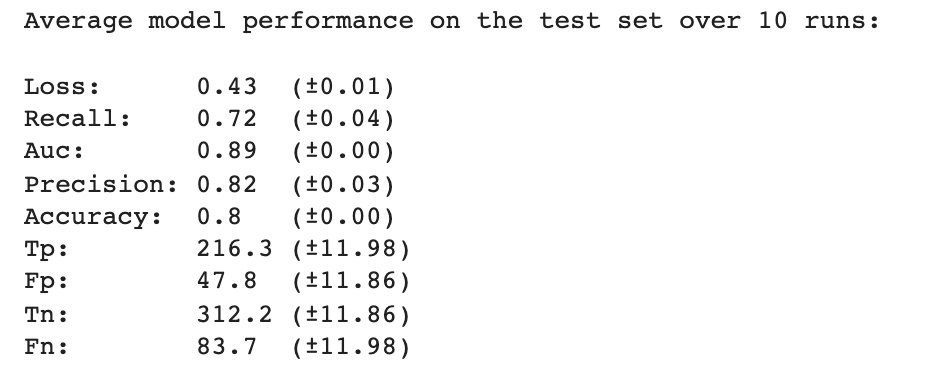 Average model performance on the test set over 10 runs:
Loss: 0.43 (±0.01)
Recall: 0.72 (±0.04)
Auc: 0.89 (±0.00)
Precision: 0.82 (±0.03)
Accuracy: 0.8 (±0.00)
Tp: 216.3 (±11.98)
Fp: 47.8 (±11.86)
Tn: 312.2 (±11.86)
Fn: 83.7 (±11.98)